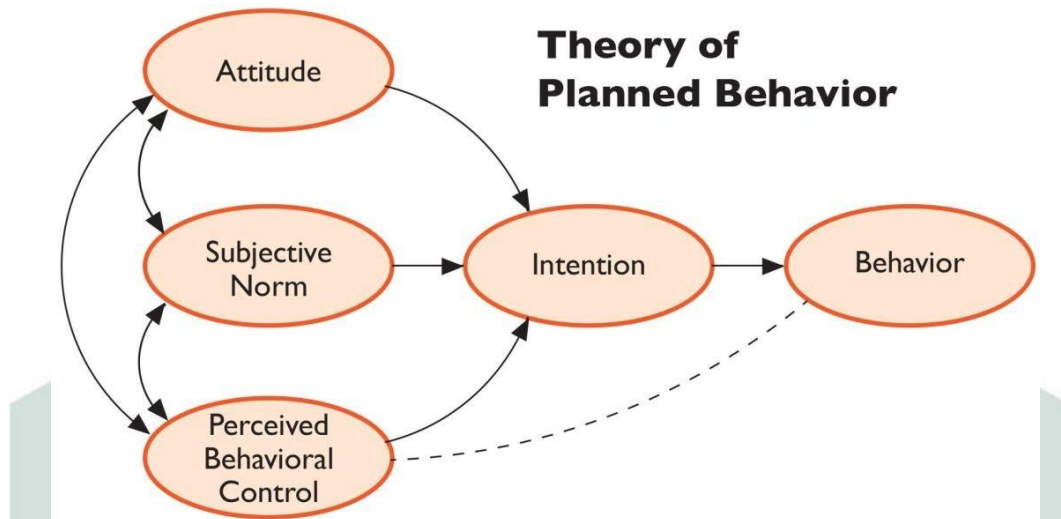 Theory of
Planned Behavior
Attitude
Subjective
Norm
Intention
Behavior
Perceived
Behavioral
Control